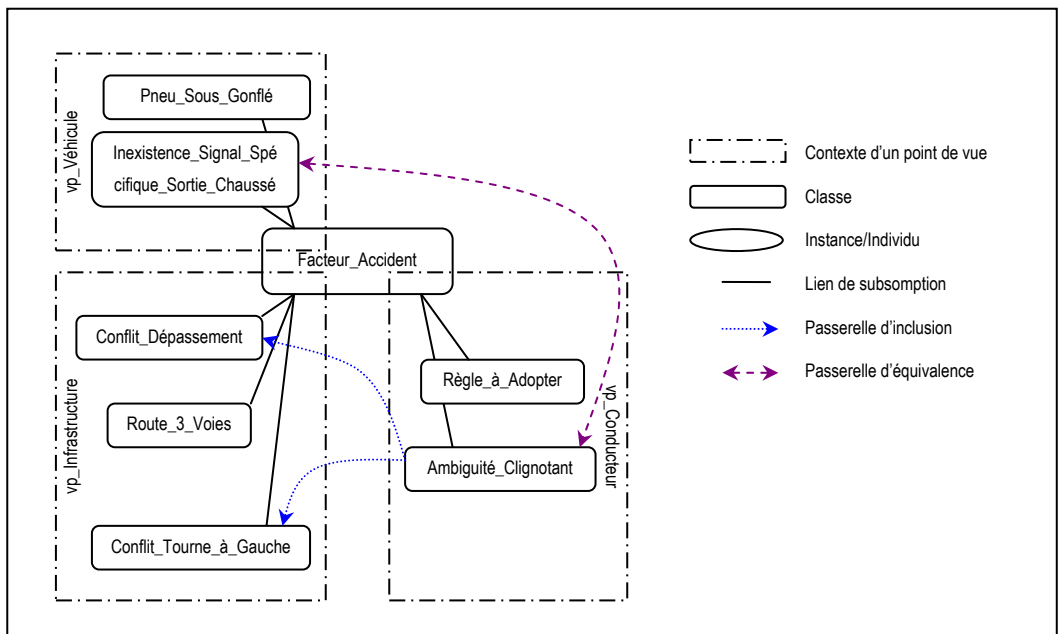 vp_Véhicule
Pneu_Sous_Gonflé
Inexistence_Signal_Spé
cifique_Sortie_Chaussé
Facteur_Accident
vp_Infrastructure
Conflit_Dépassement
Route_3_Voies
Conflit_Tourne_à_Gauche
Règle_à_Adopter
Ambiguité_Clignotant
vp_Conducteur
Contexte d'un point de vue
Classe
Instance/Individu
Lien de subsomption
Passerelle d'inclusion
Passerelle d'équivalence